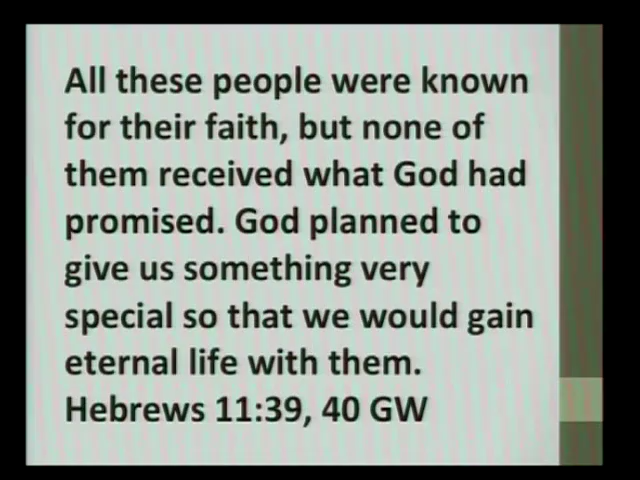 All these people were known
for their faith, but none of
them received what God had
promised. God planned to
give us something very
special so that we would gain
eternal life with them.
Hebrews 11:39, 40 GW